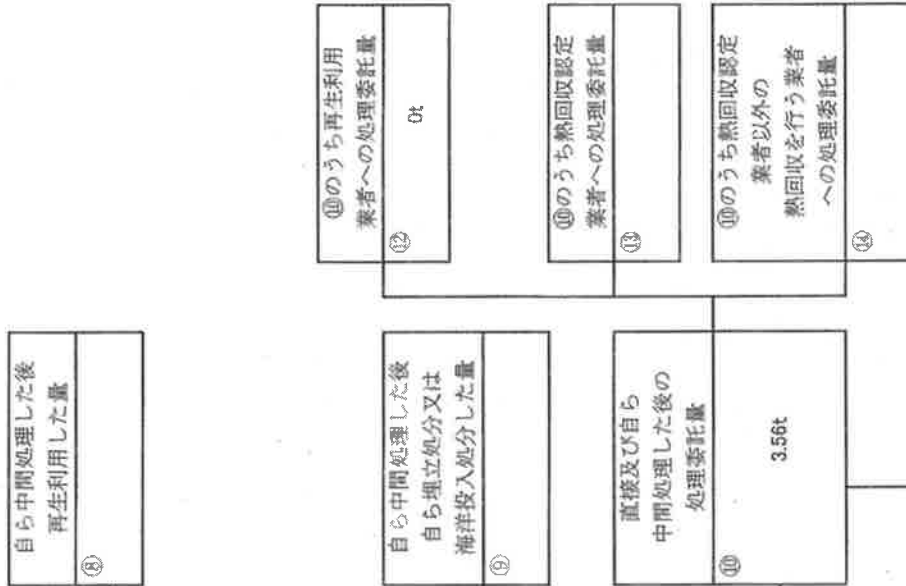 自ら中間処理した後
再生利用した量
⑧
自ら中間処理した後
自ら埋立処分又は
海洋投入処分した量
⑨
直接及び自ら
中間処理した後の
処理委託量
⑩
3.56t
⑩のうち再生利用
業者への処理委託量
⑫
0t
⑩のうち熱回収認定
業者への処理委託量
⑬
⑩のうち熱回収認定
業者以外の
熱回収を行う業者
への処理委託量
⑭